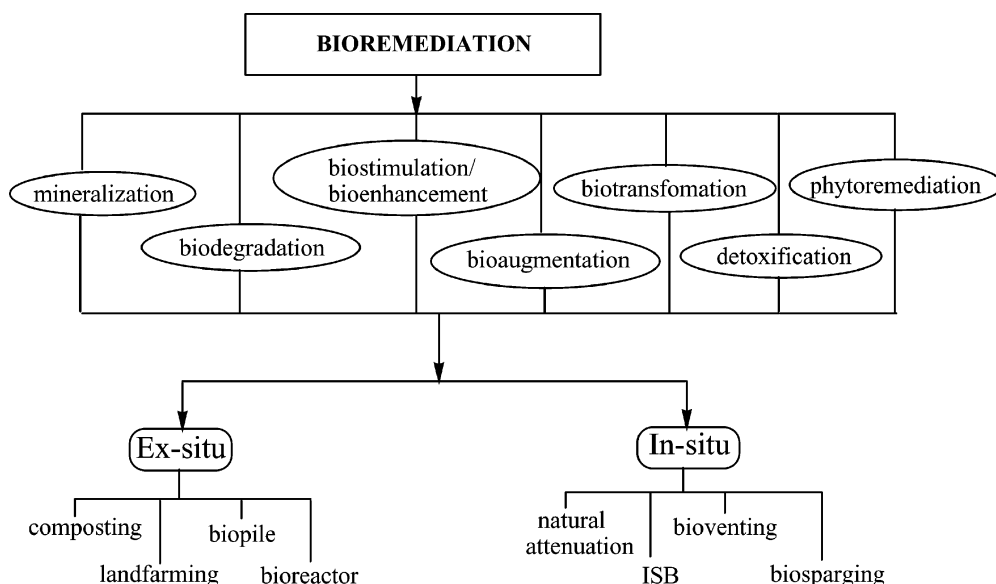 BIOREMEDIATION
mineralization
biodegradation
biostimulation/
bioenhancement
bioaugmentation
biotransfomation
detoxification
phytoremediation
Ex-situ
composting
landfarming
biopile
bioreactor
In-situ
natural
attenuation
ISB
bioventing
biosparging